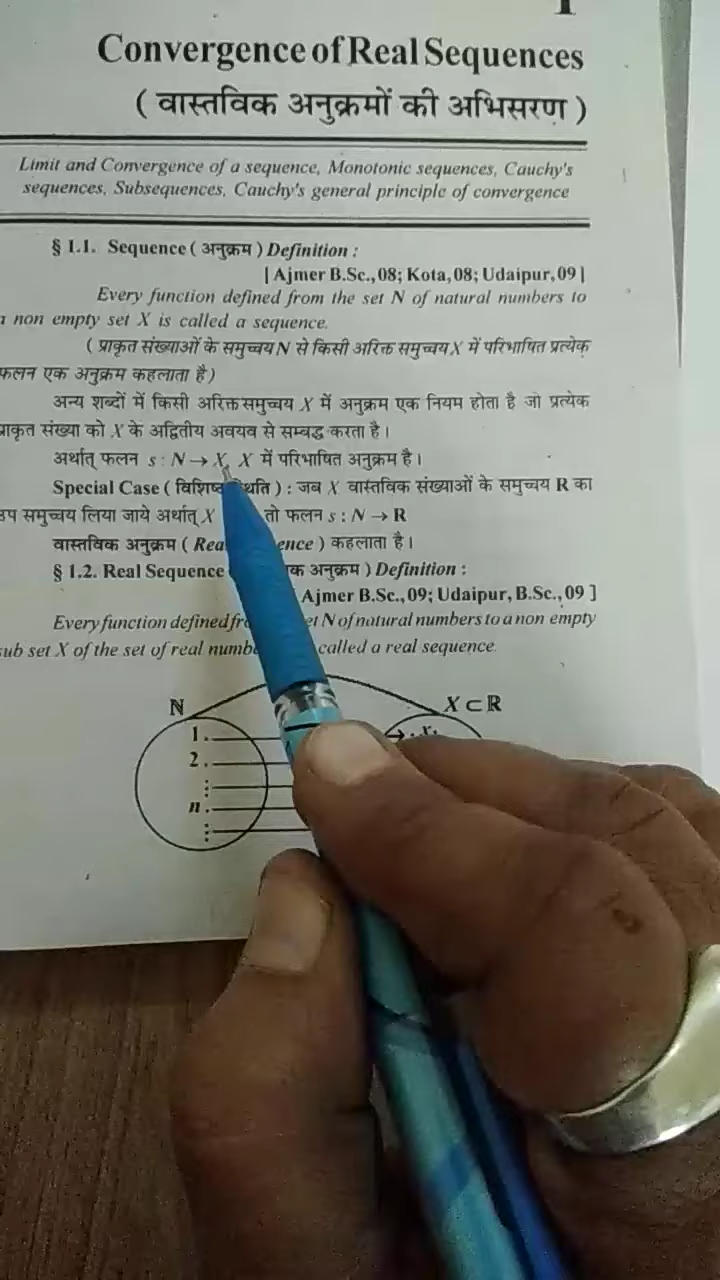 1
Convergence of Real Sequences
( वास्तविक अनुक्रमों की अभिसरण )
Limit and Convergence of a sequence, Monotonic sequences, Cauchy's
sequences, Subsequences, Cauchy's general principle of convergence
§ 1.1. Sequence ( अनुक्रम ) Definition :
[ Ajmer B.Sc., 08; Kota, 08; Udaipur, 09 ]
Every function defined from the set N of natural numbers to
a non empty set X is called a sequence.
( प्राकृत संख्याओं के समुच्चय N से किसी अरिक्त समुच्चय X में परिभाषित प्रत्येक
फलन एक अनुक्रम कहलाता है )
अन्य शब्दों में किसी अरिक्त समुच्चय X में अनुक्रम एक नियम होता है जो प्रत्येक
प्राकृत संख्या को X के अद्वितीय अवयव से सम्बद्ध करता है।
अर्थात् फलन s : N → X, X में परिभाषित अनुक्रम है।
Special Case ( : जब X वास्तविक संख्याओं के समुच्चय R का
उप समुच्चय लिया जाये अर्थात् X तो फलन s : N → R
वास्तविक अनुक्रम ( ) कहलाता है।
§ 1.2. Real Sequence अनुक्रम ) Definition :
Ajmer B.Sc., 09; Udaipur, B.Sc., 09 ]
Every function defined N of natural numbers to a non empty
sub set X of the set of real called a real sequence.
N X ⊂ R
1
2
⋮
n
⋮